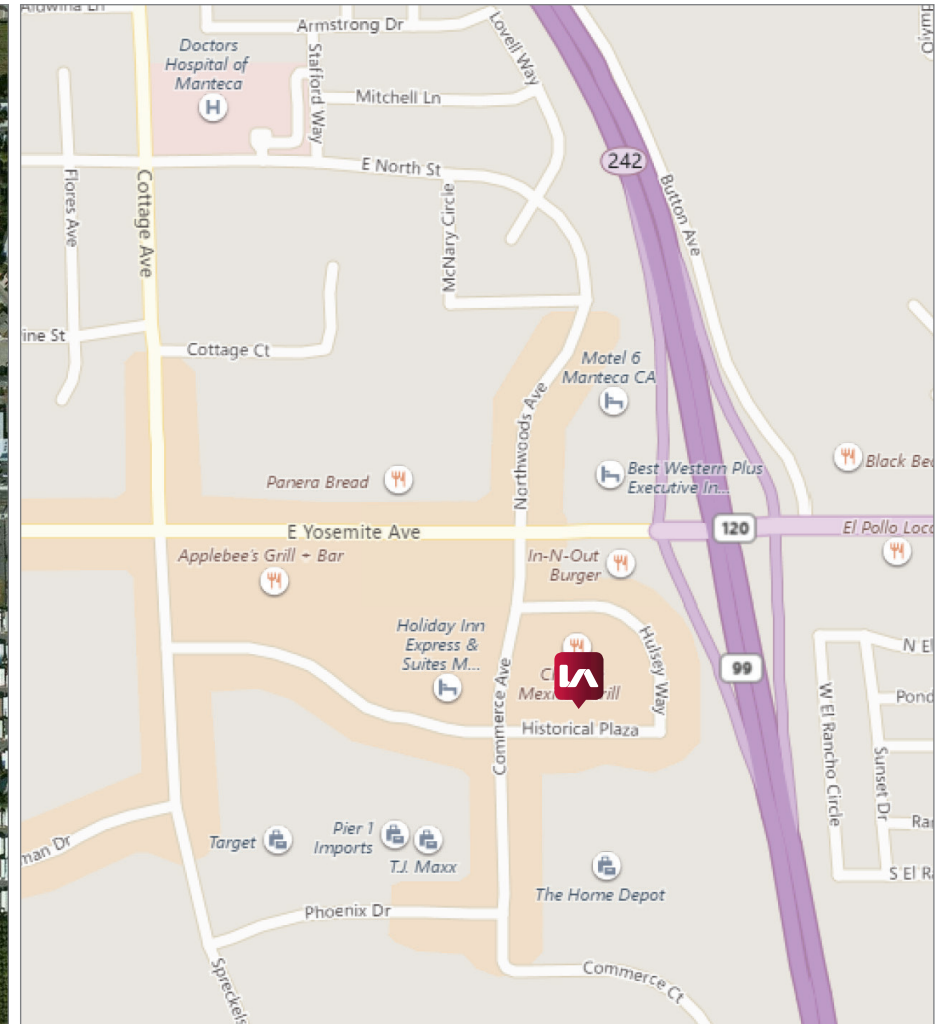 Armstrong Dr
Lovell Way
Doctors
Hospital of
Manteca
H
Stafford Way
Mitchell Ln
E North St
242
Button Ave
Flores Ave
Cottage Ave
McNary Circle
ine St
Cottage Ct
Motel 6
Manteca CA
Northwoods Ave
Panera Bread
Best Western Plus
Executive In...
Black Be
E Yosemite Ave
120
El Pollo Loc
Applebee's Grill + Bar
In-N-Out
Burger
Holiday Inn
Express &
Suites M...
Hulsey Way
99
N El
W El Rancho Circle
Pond
Commerce Ave
Historical Plaza
Sunset Dr
man Dr
Target
Pier 1
Imports
T.J. Maxx
Ra
The Home Depot
S El R
Phoenix Dr
Spreckels
Commerce Ct